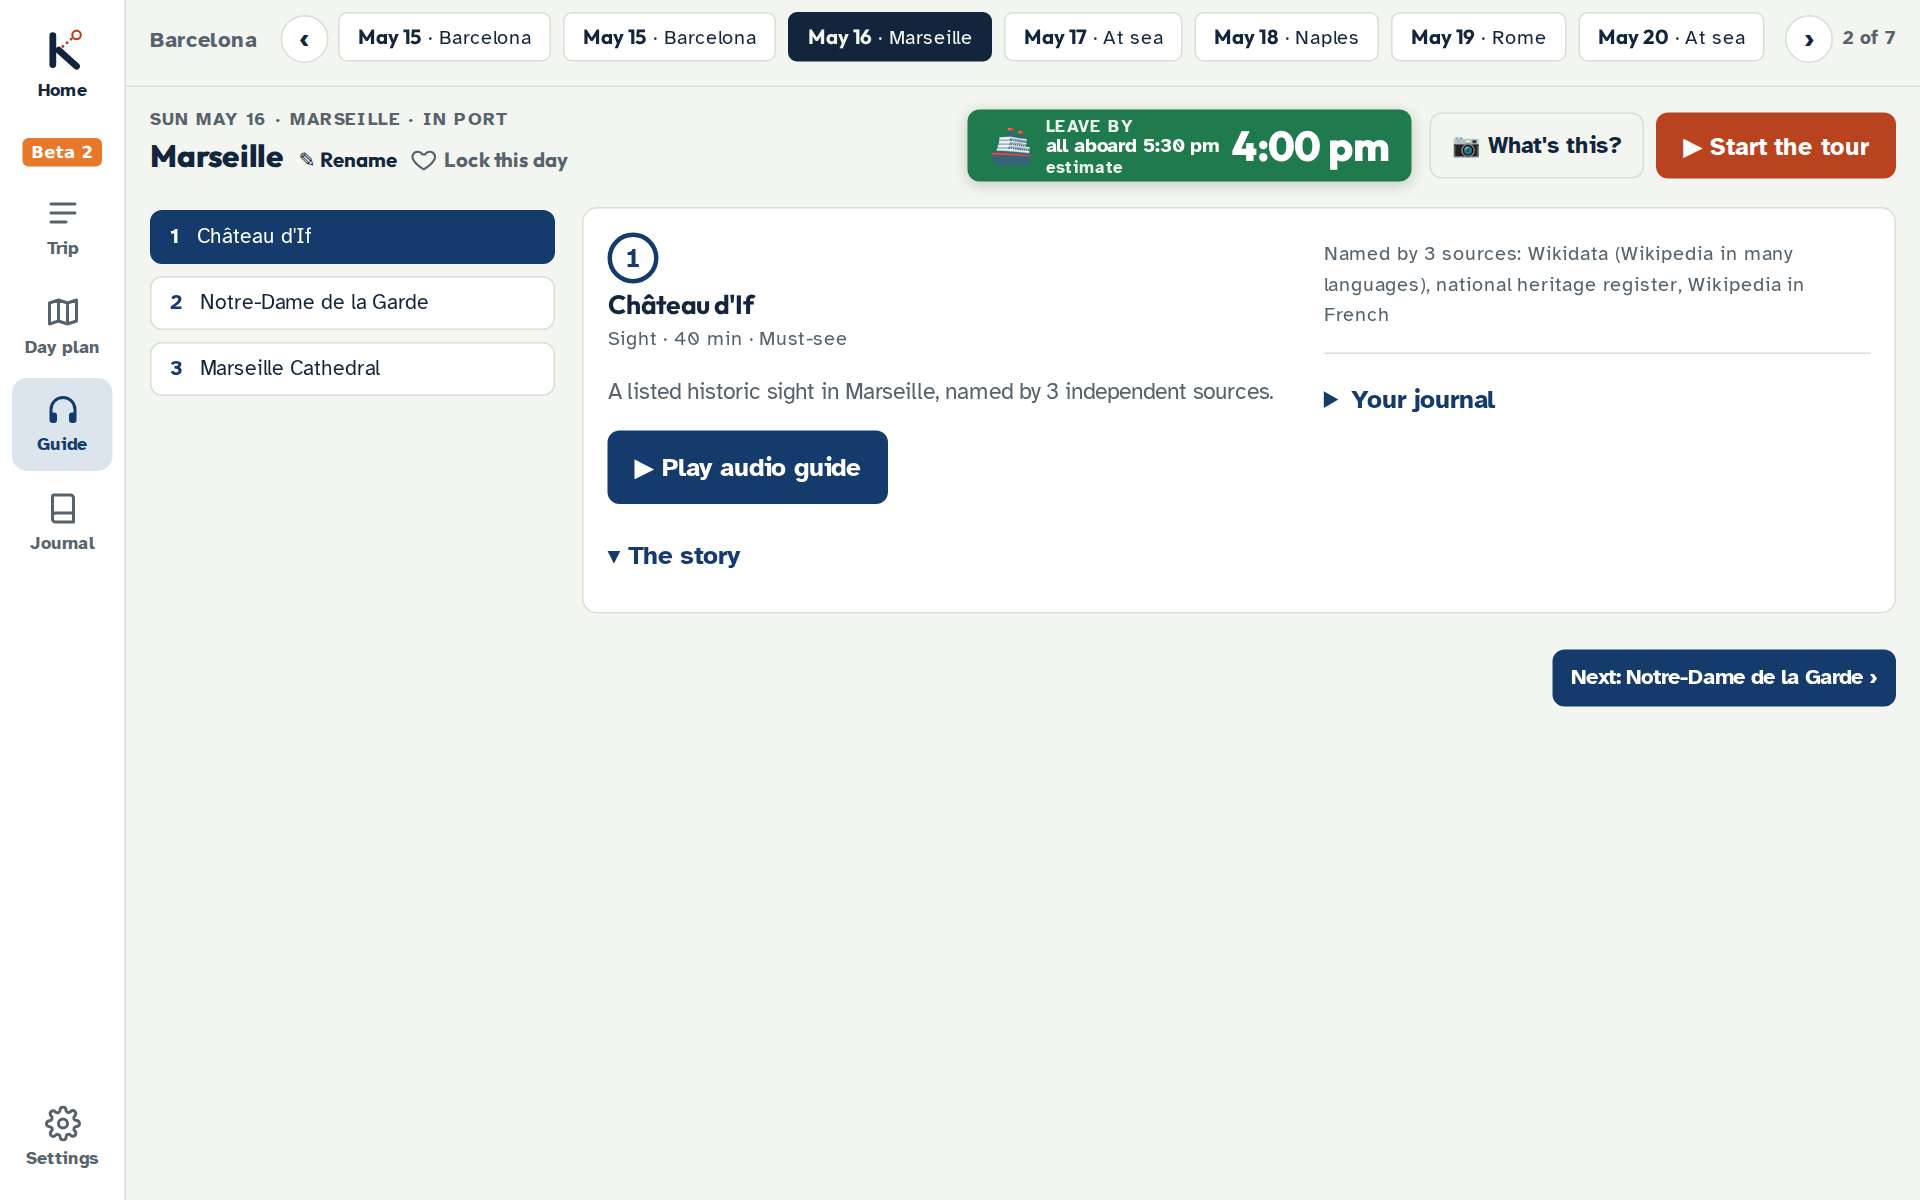 Home
Beta 2
Trip
Day plan
Guide
Journal
Settings
Barcelona
‹
May 15 · Barcelona
May 15 · Barcelona
May 16 · Marseille
May 17 · At sea
May 18 · Naples
May 19 · Rome
May 20 · At sea
›
2 of 7
SUN MAY 16 · MARSEILLE · IN PORT
Marseille
✎ Rename
Lock this day
LEAVE BY
all aboard 5:30 pm
estimate
4:00 pm
What's this?
▶ Start the tour
1 Château d'If
2 Notre-Dame de la Garde
3 Marseille Cathedral
1
Château d'If
Sight · 40 min · Must-see
A listed historic sight in Marseille, named by 3 independent sources.
▶ Play audio guide
▼ The story
Named by 3 sources: Wikidata (Wikipedia in many
languages), national heritage register, Wikipedia in
French
▶ Your journal
Next: Notre-Dame de la Garde ›